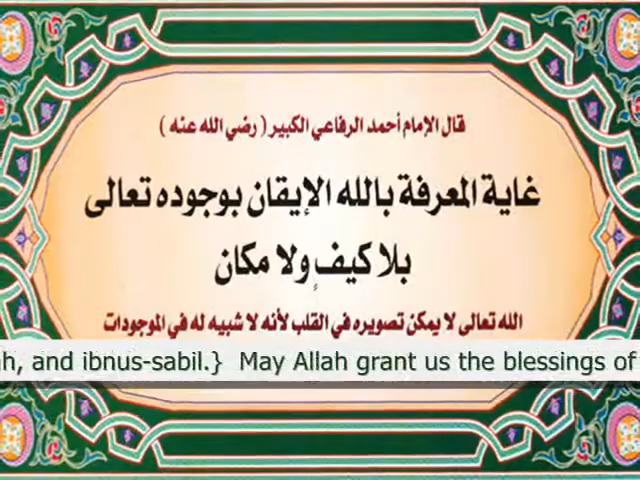 قال الإمام أحمد الرفاعي الكبير ( رضي الله عنه )
غاية المعرفة بالله الإيقان بوجوده تعالى
بلا كيفٍ ولا مكان
الله تعالى لا يمكن تصويره في القلب لأنه لا شبيه له في الموجودات
ah, and ibnus-sabil.} May Allah grant us the blessings of